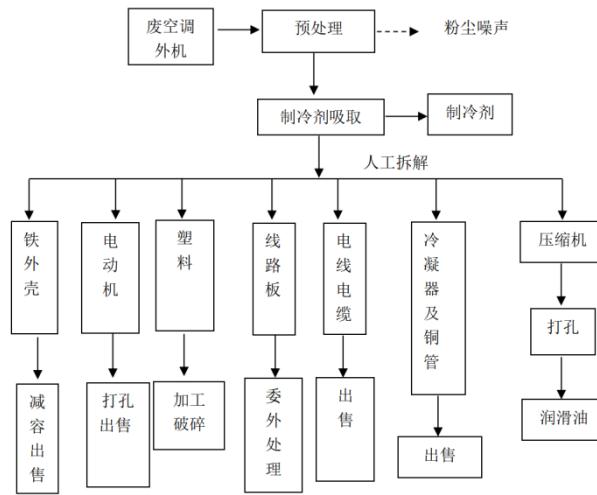 废空调
外机
预处理
粉尘噪声
制冷剂吸取
制冷剂
人工拆解
铁外壳
电动机
塑料
线路板
电线电缆
冷凝器及铜管
压缩机
打孔
减容出售
打孔
出售
加工
破碎
委外处理
出售
出售
润滑油